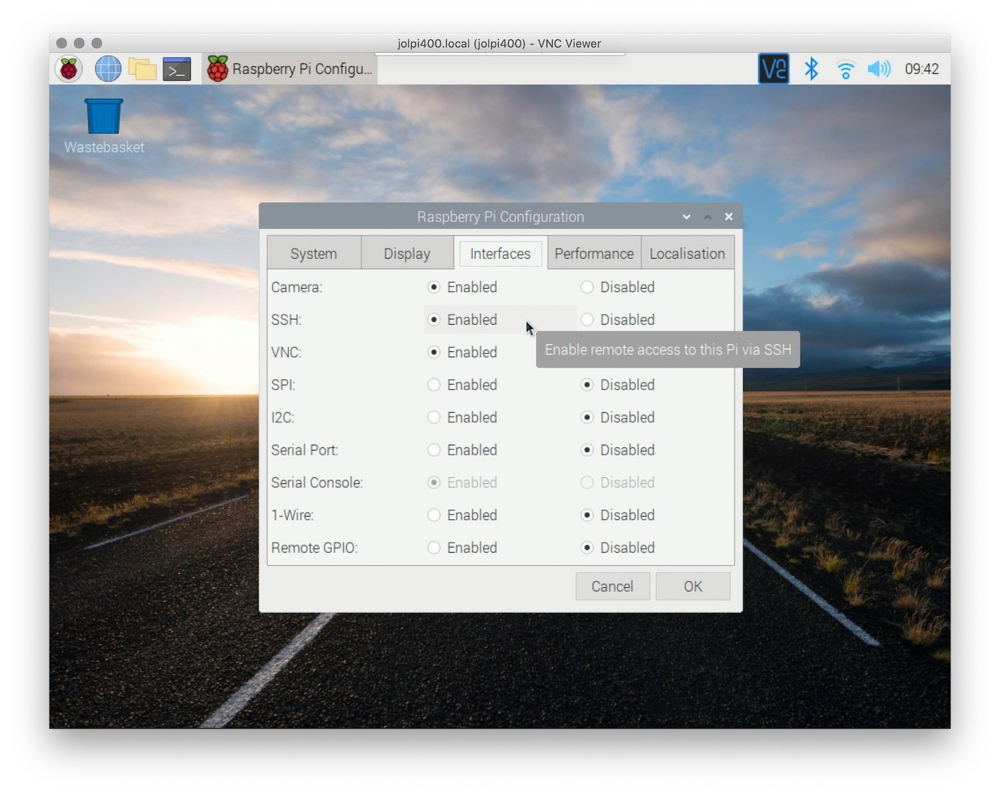 jolpi400.local (jolpi400) - VNC Viewer
Raspberry Pi Configu...
09:42
Wastebasket
Raspberry Pi Configuration
System Display Interfaces Performance Localisation
Camera: Enabled Disabled
SSH: Enabled Disabled
Enable remote access to this Pi via SSH
VNC: Enabled
SPI: Enabled Disabled
I2C: Enabled Disabled
Serial Port: Enabled Disabled
Serial Console: Enabled Disabled
1-Wire: Enabled Disabled
Remote GPIO: Enabled Disabled
Cancel OK